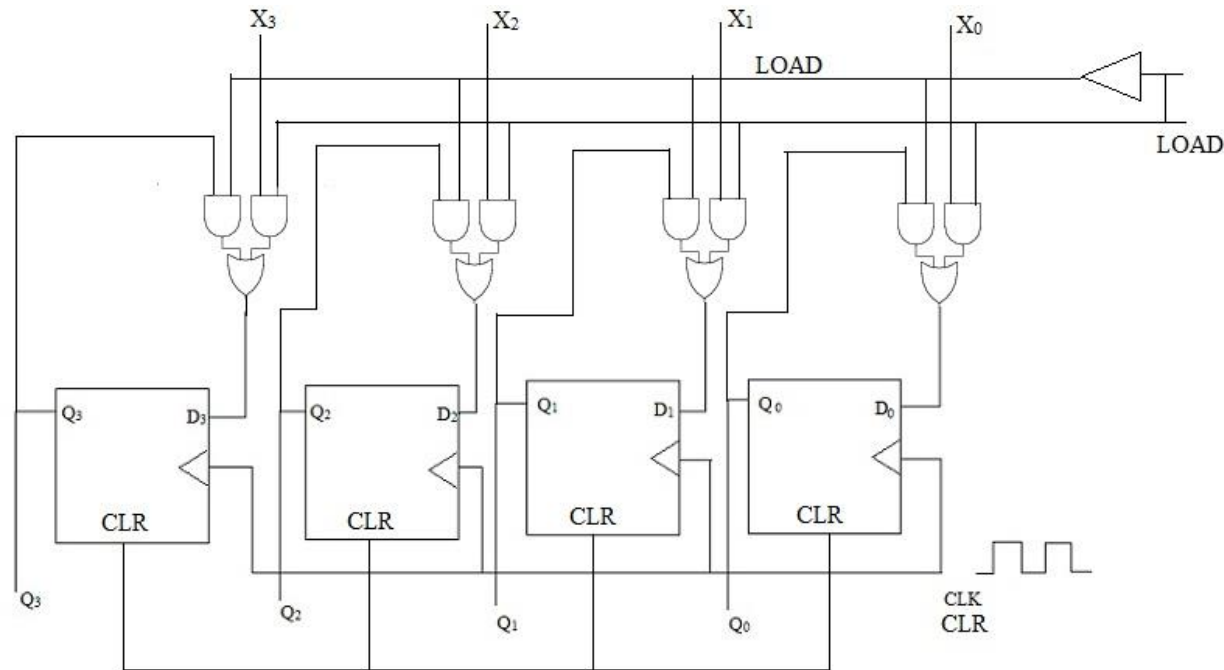 X₃ X₂ X₁ X₀
LOAD
LOAD
Q₃ D₃ Q₂ D₂ Q₁ D₁ Q₀ D₀
CLR CLR CLR CLR
Q₃ Q₂ Q₁ Q₀ CLK
CLR